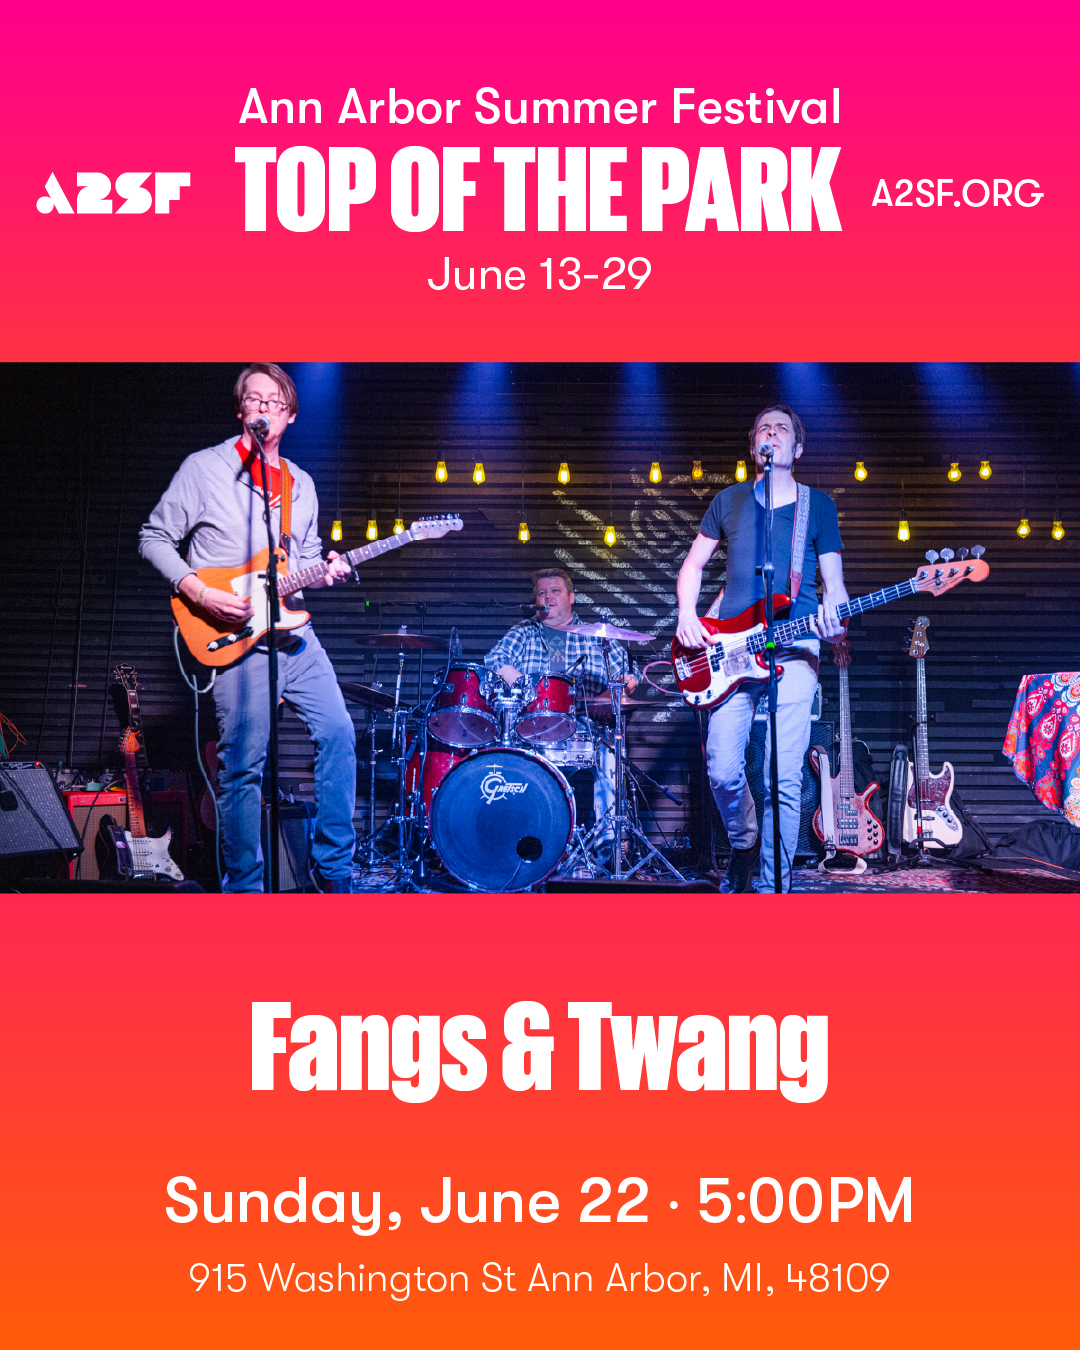 Ann Arbor Summer Festival
A2SF
TOP OF THE PARK
A2SF.ORG
June 13-29
Gretsch
Fangs & Twang
Sunday, June 22 · 5:00PM
915 Washington St Ann Arbor, MI, 48109